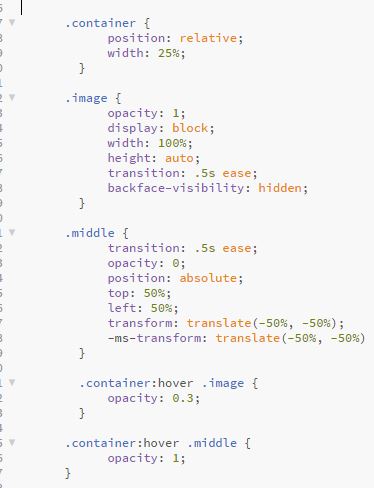 .container {
position: relative;
width: 25%;
}
.image {
opacity: 1;
display: block;
width: 100%;
height: auto;
transition: .5s ease;
backface-visibility: hidden;
}
.middle {
transition: .5s ease;
opacity: 0;
position: absolute;
top: 50%;
left: 50%;
transform: translate(-50%, -50%);
-ms-transform: translate(-50%, -50%)
}
.container:hover .image {
opacity: 0.3;
}
.container:hover .middle {
opacity: 1;
}